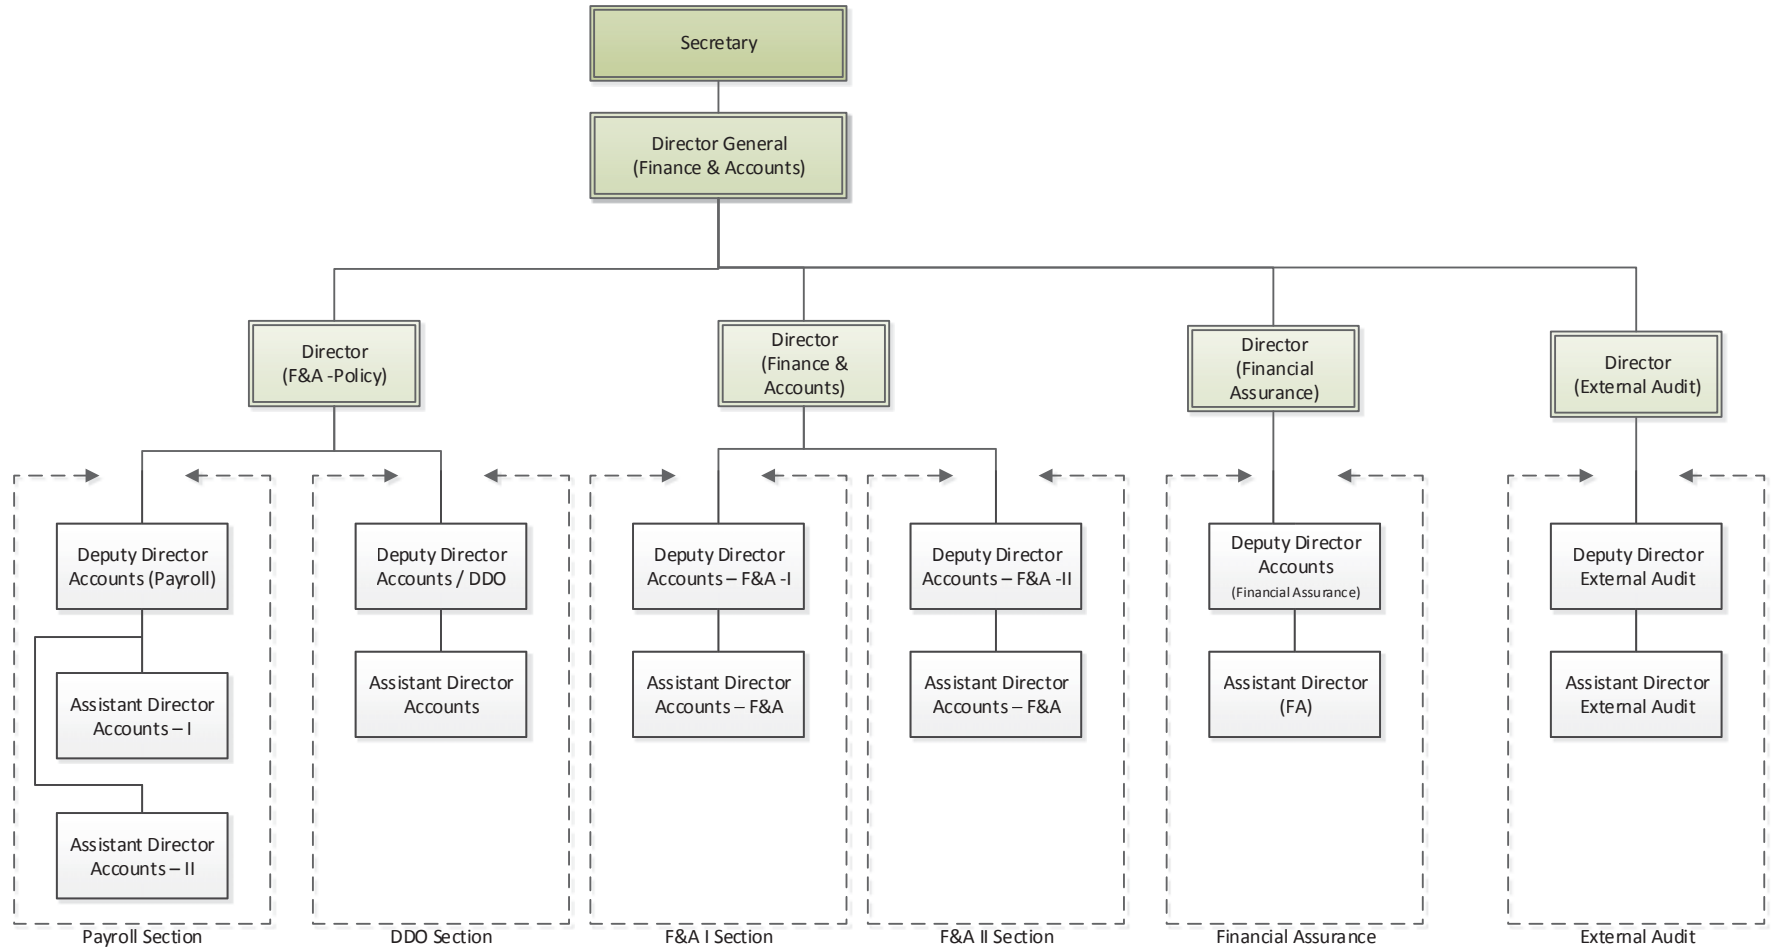 Secretary
Director General
(Finance & Accounts)
Director
(F&A -Policy)
Director
(Finance &
Accounts)
Director
(Financial
Assurance)
Director
(External Audit)
Deputy Director
Accounts (Payroll)
Deputy Director
Accounts / DDO
Deputy Director
Accounts – F&A -I
Deputy Director
Accounts – F&A -II
Deputy Director
Accounts
(Financial Assurance)
Deputy Director
External Audit
Assistant Director
Accounts – I
Assistant Director
Accounts
Assistant Director
Accounts – F&A
Assistant Director
Accounts – F&A
Assistant Director
(FA)
Assistant Director
External Audit
Assistant Director
Accounts – II
Payroll Section
DDO Section
F&A I Section
F&A II Section
Financial Assurance
External Audit